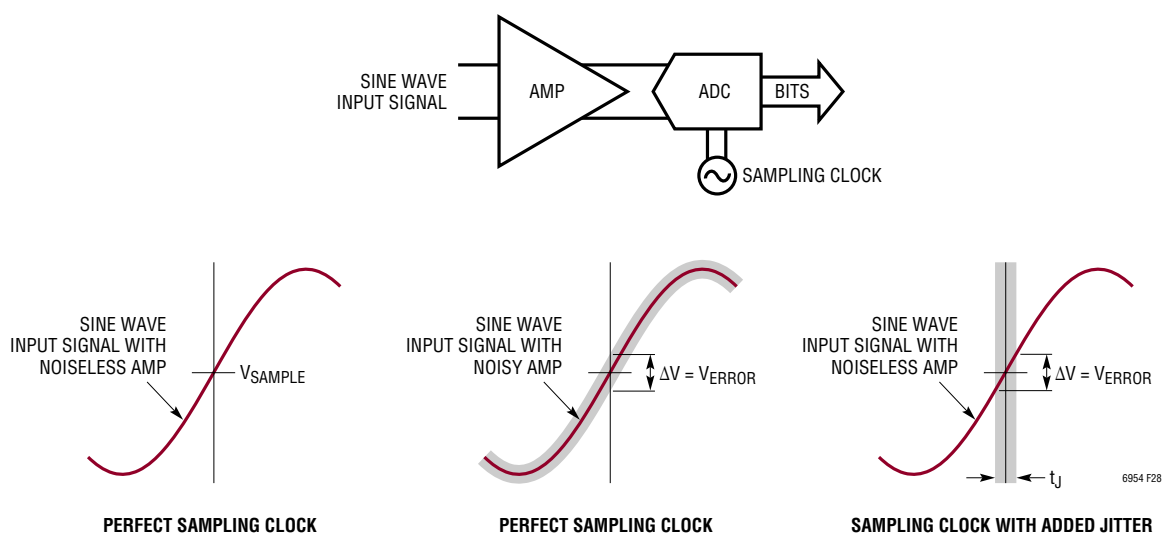 SINE WAVE
INPUT SIGNAL
AMP
ADC
BITS
SAMPLING CLOCK
SINE WAVE
INPUT SIGNAL WITH
NOISELESS AMP
VSAMPLE
PERFECT SAMPLING CLOCK
SINE WAVE
INPUT SIGNAL WITH
NOISY AMP
ΔV = VERROR
PERFECT SAMPLING CLOCK
SINE WAVE
INPUT SIGNAL WITH
NOISELESS AMP
ΔV = VERROR
tJ
6954 F28
SAMPLING CLOCK WITH ADDED JITTER